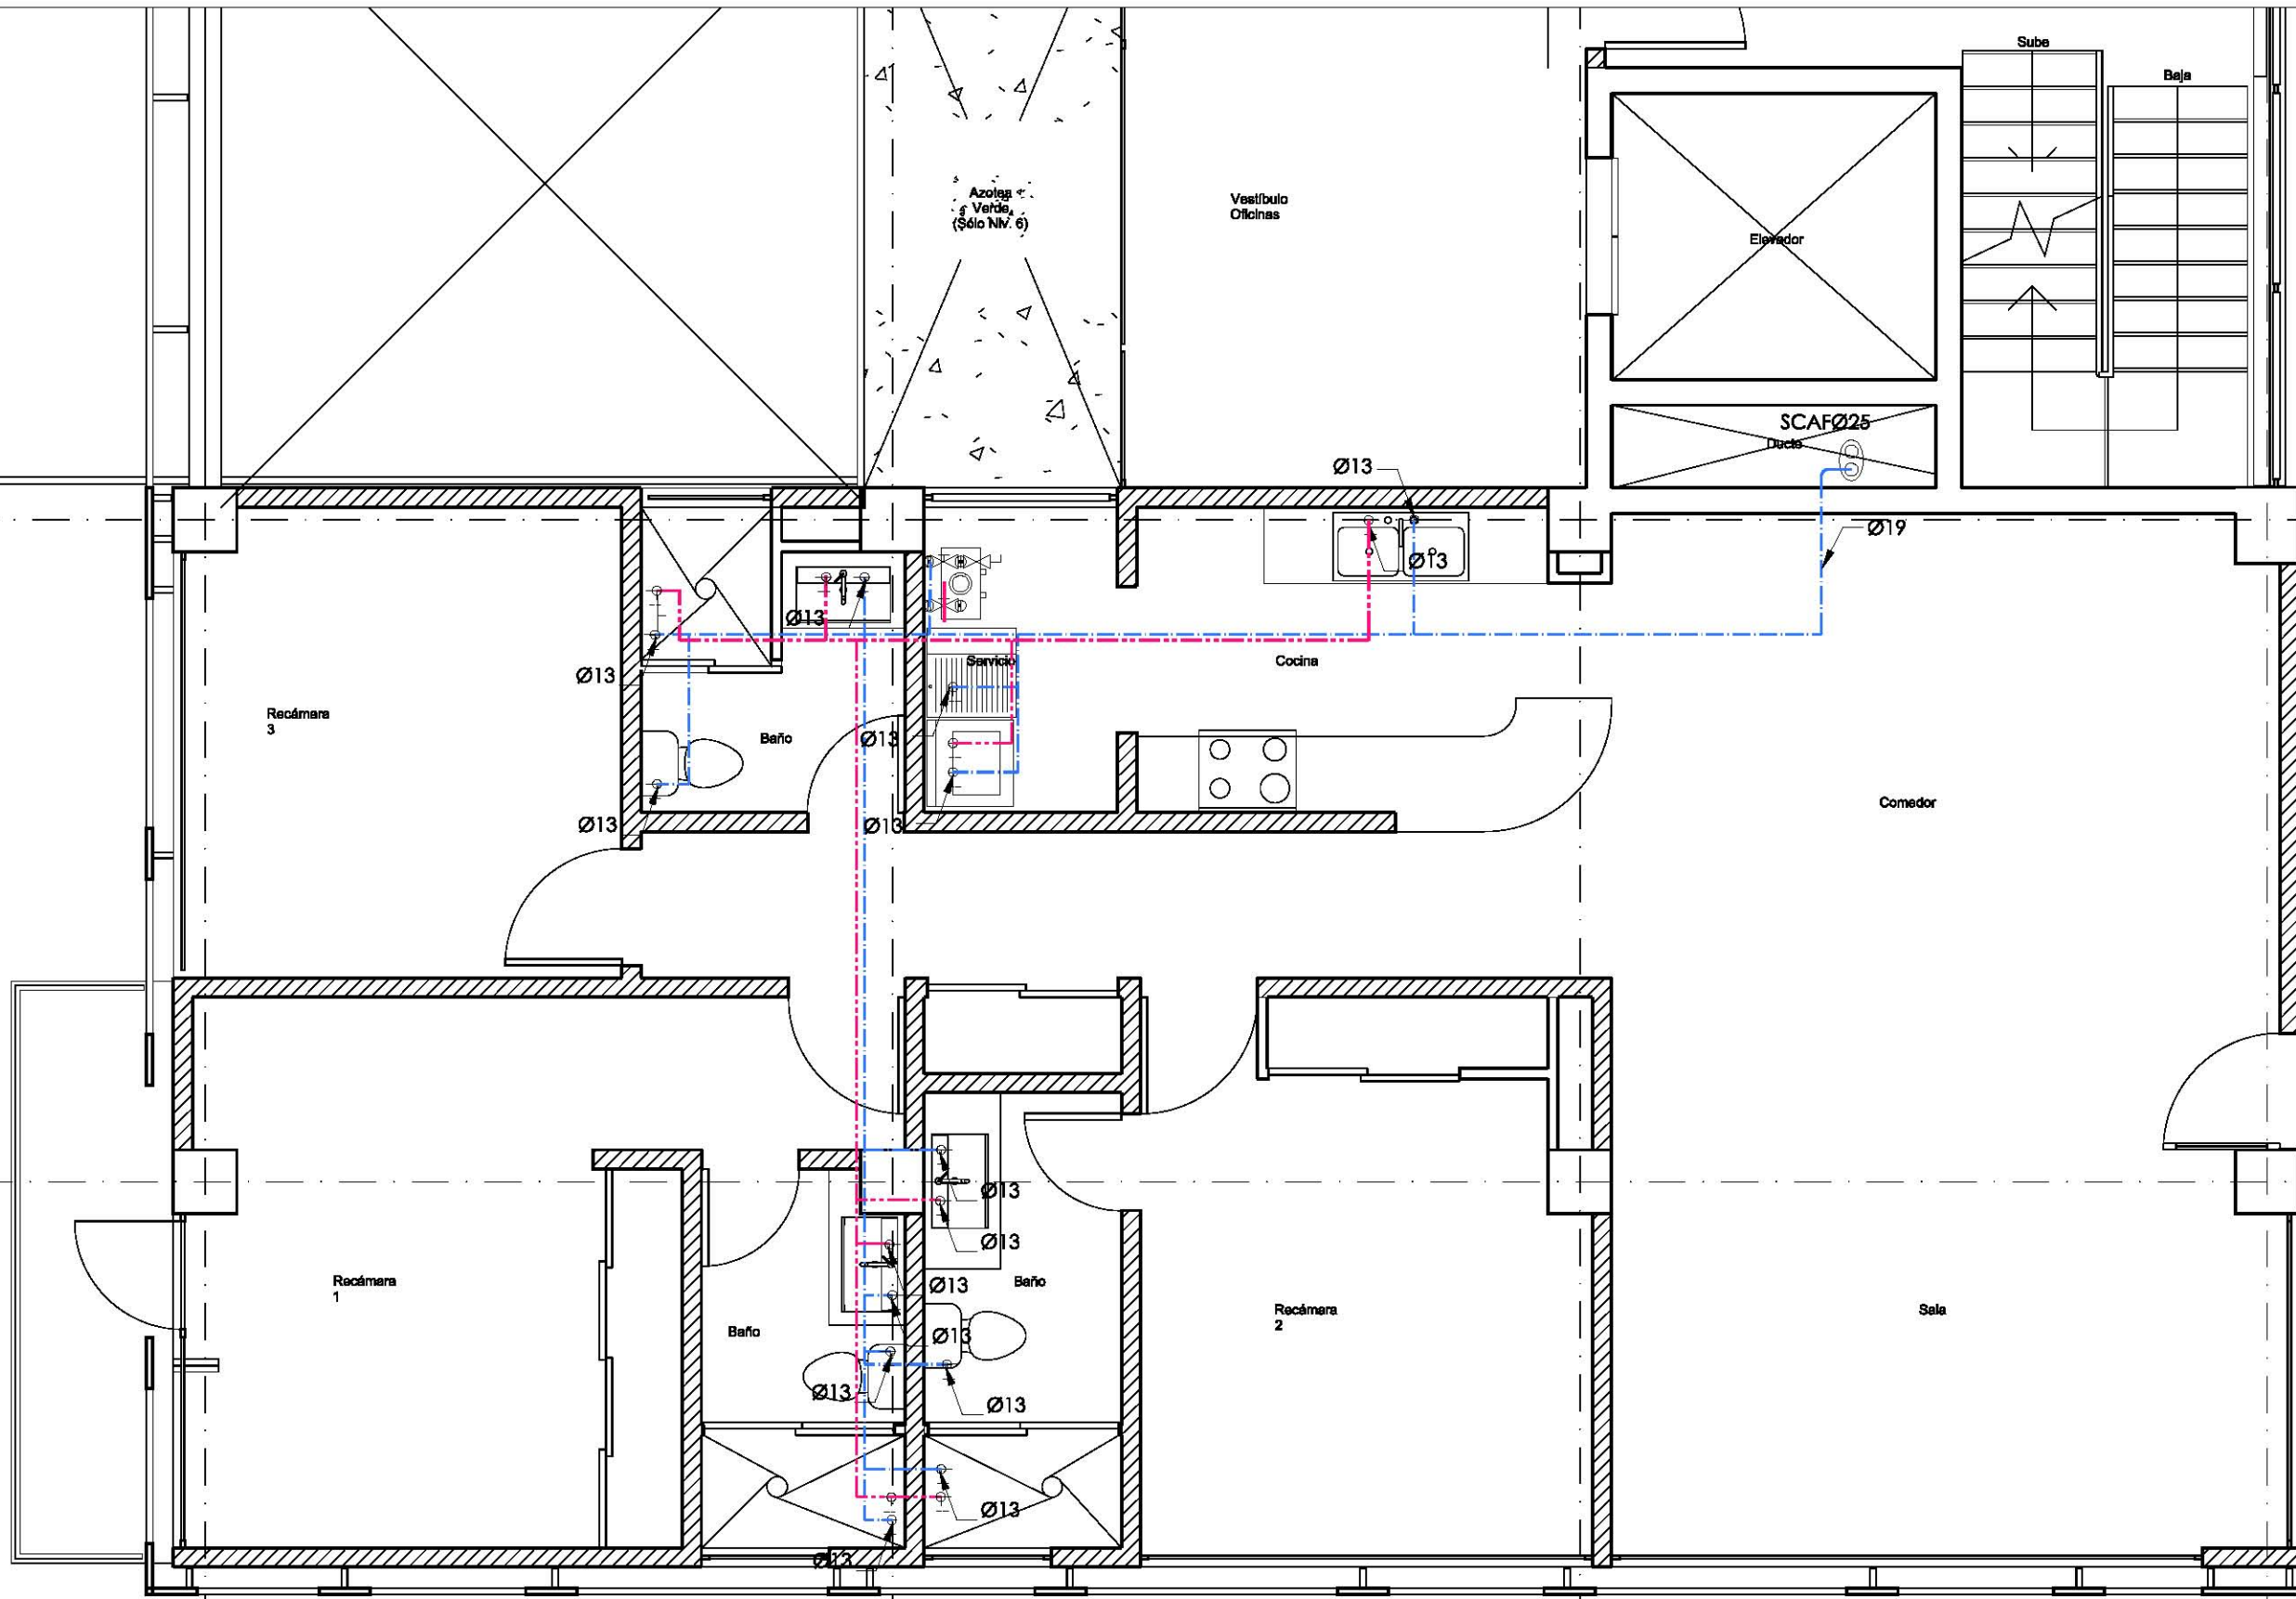 Sube
Baja
Azotea
Verde
(Sólo Niv. 6)
Vestíbulo
Oficinas
Elevador
SCAFØ25
Ducto
Ø13
Ø19
Ø13
Ø13
Servicio
Cocina
Ø13
Recámara
3
Baño
Ø13
Comedor
Ø13
Ø13
Ø13
Ø13
Recámara
1
Baño
Ø13
Recámara
2
Sala
Baño
Ø13
Ø13
Ø13
Ø13
Ø13